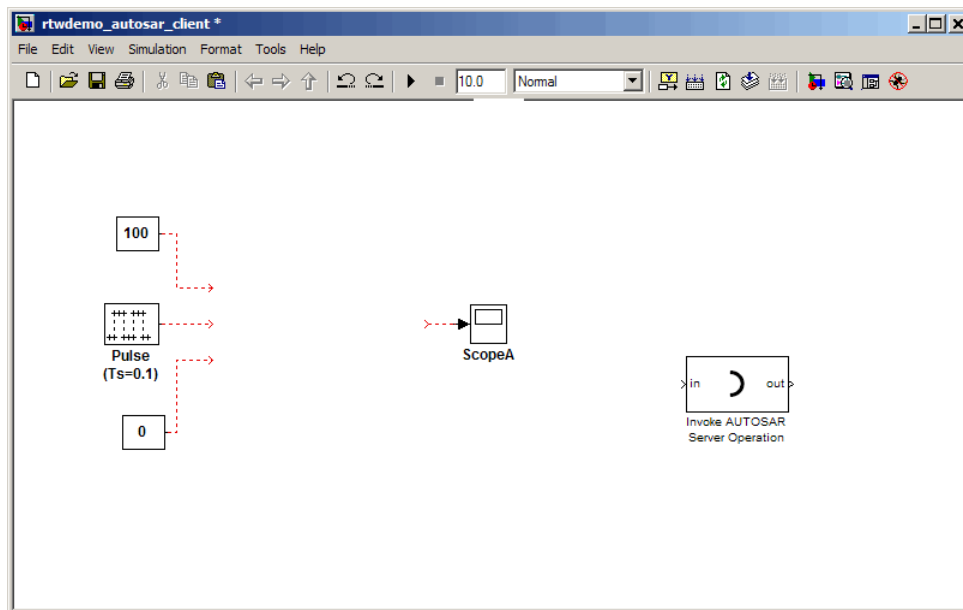 rtwdemo_autosar_client *
File Edit View Simulation Format Tools Help
10.0 Normal
100
Pulse
(Ts=0.1)
0
ScopeA
in out
Invoke AUTOSAR
Server Operation